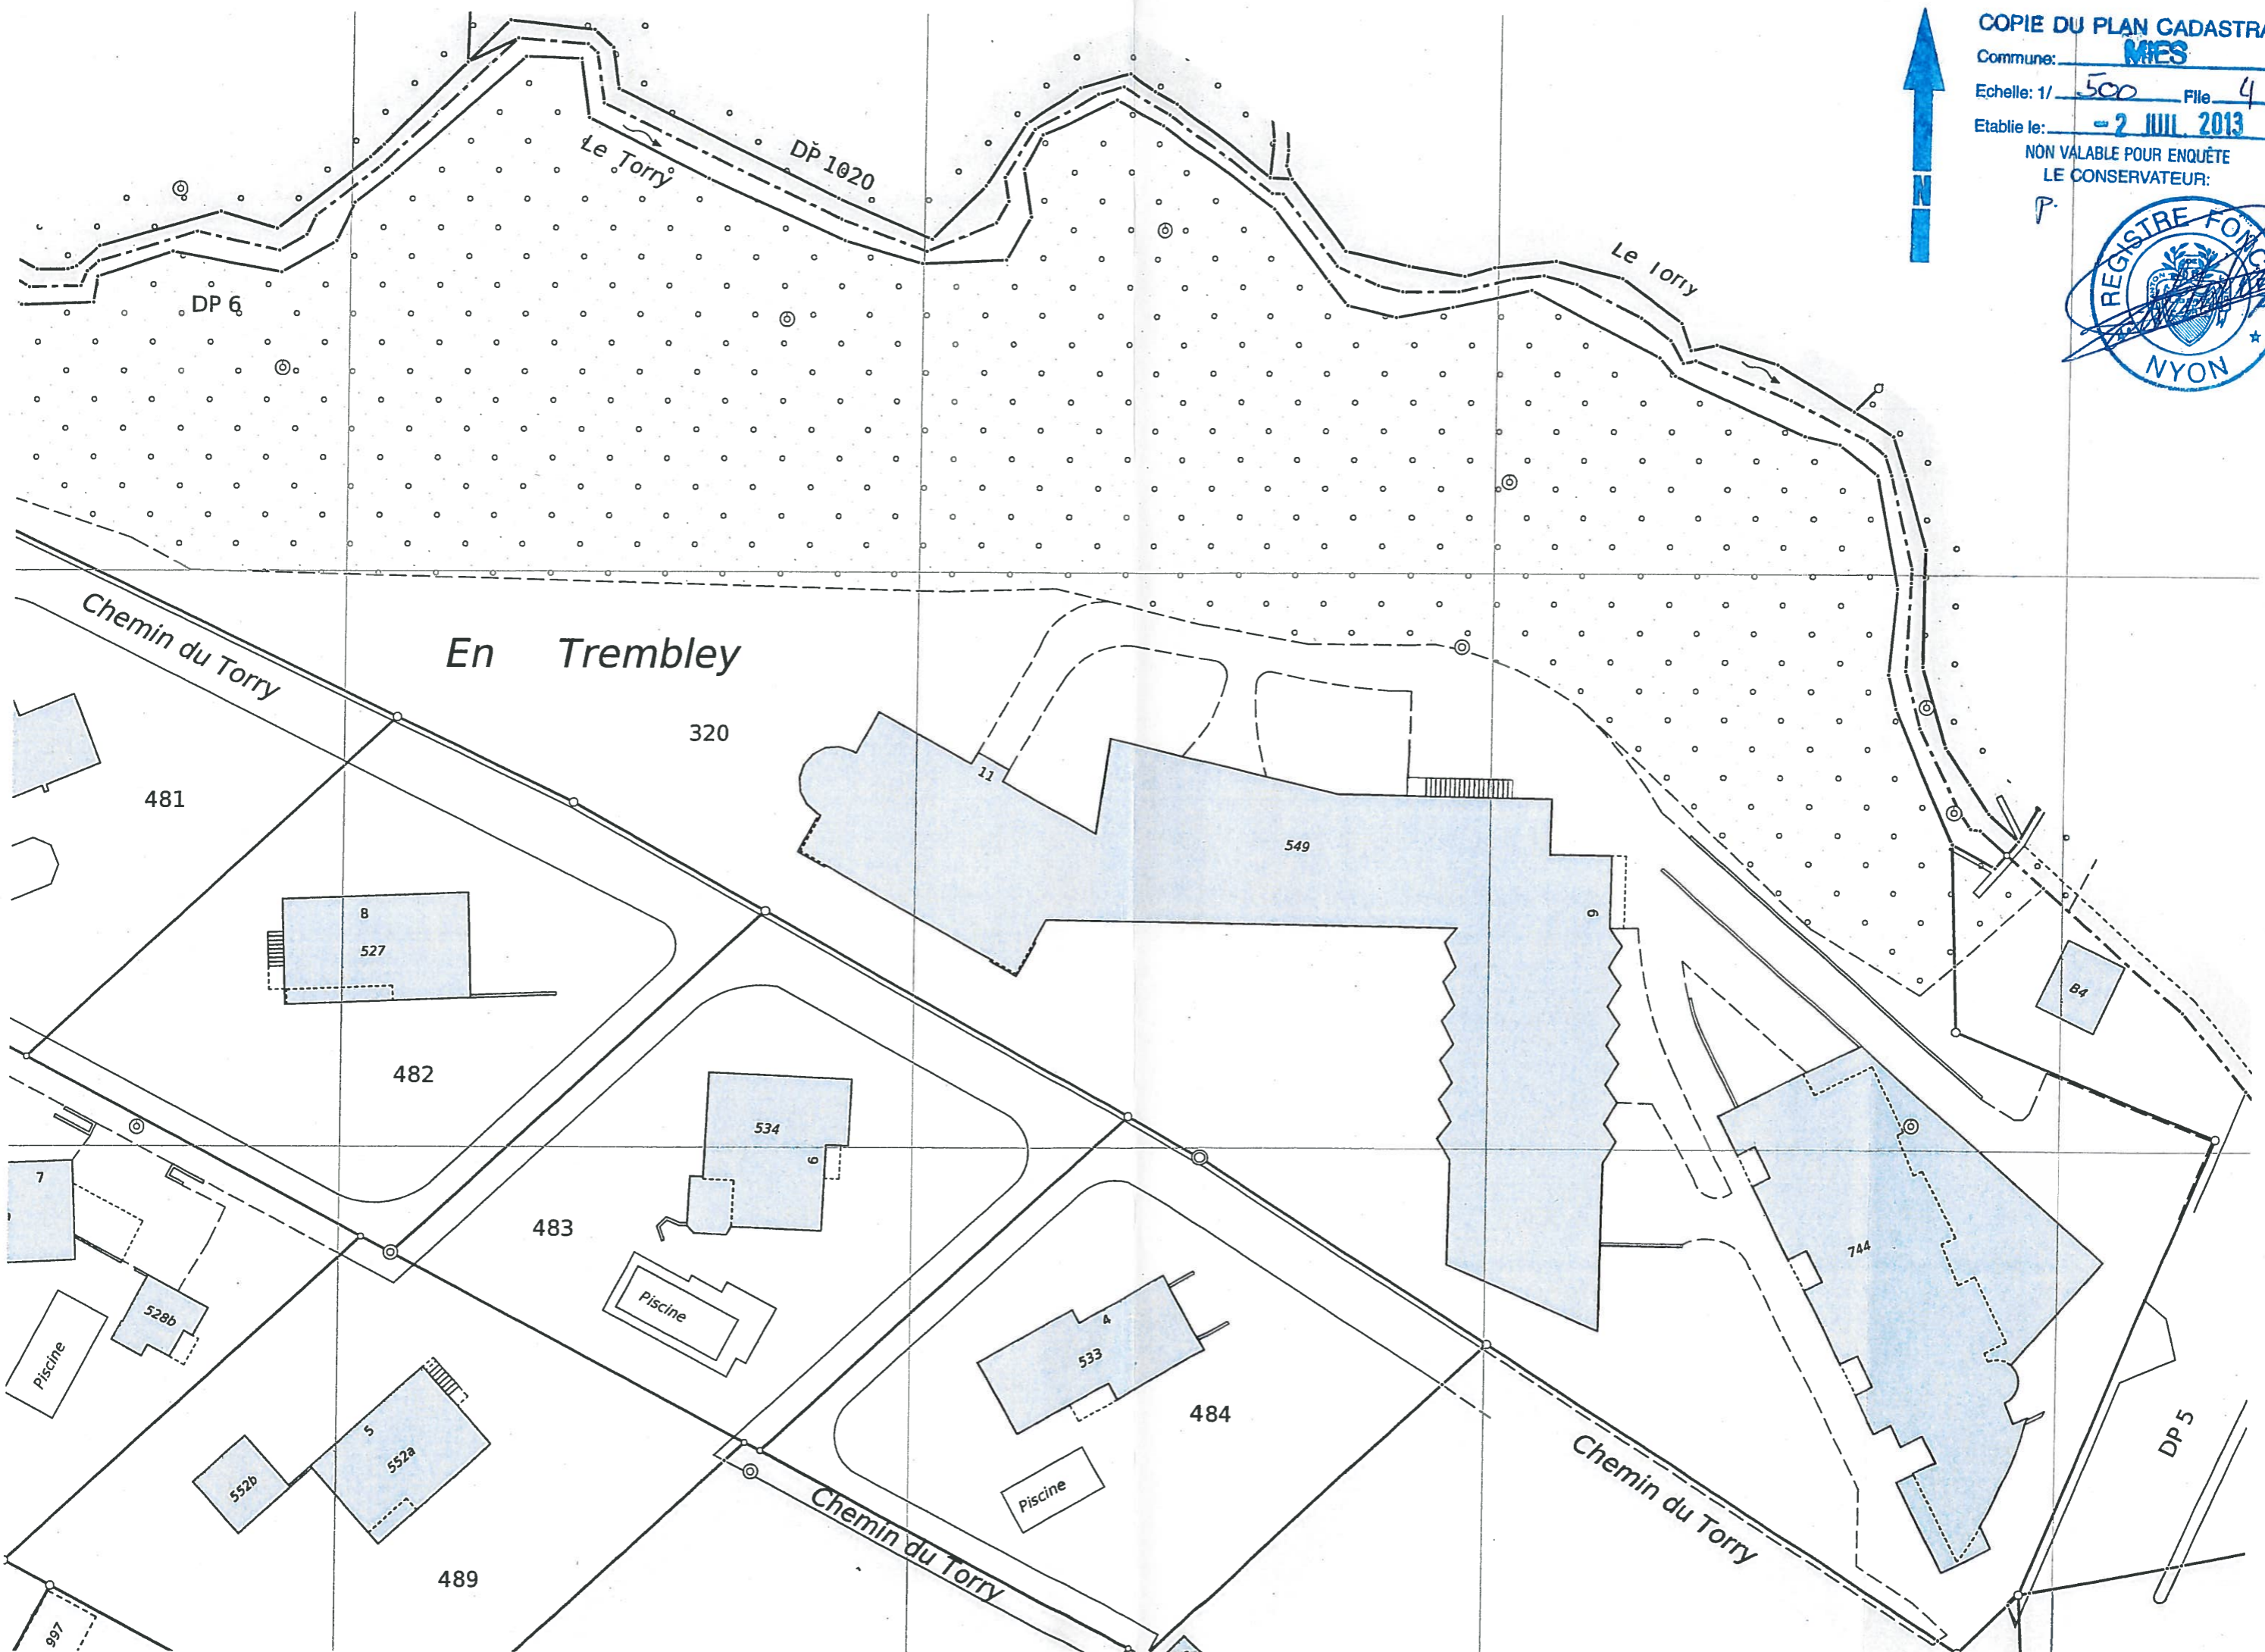 COPIE DU PLAN CADASTRA
Commune: MIES
Echelle: 1/ 500 Flle 4
Etablie le: - 2 JUIL. 2013
NON VALABLE POUR ENQUÊTE
LE CONSERVATEUR:
P.
REGISTRE FONC
NYON
N
DP 1020
Le Torry
Le Torry
DP 6
Chemin du Torry
En Trembley
320
11
481
549
8
527
9
B4
482
534
9
7
483
744
528b
Piscine
Piscine
4
533
484
5
552a
552b
Piscine
DP 5
Chemin du Torry
Chemin du Torry
489
997